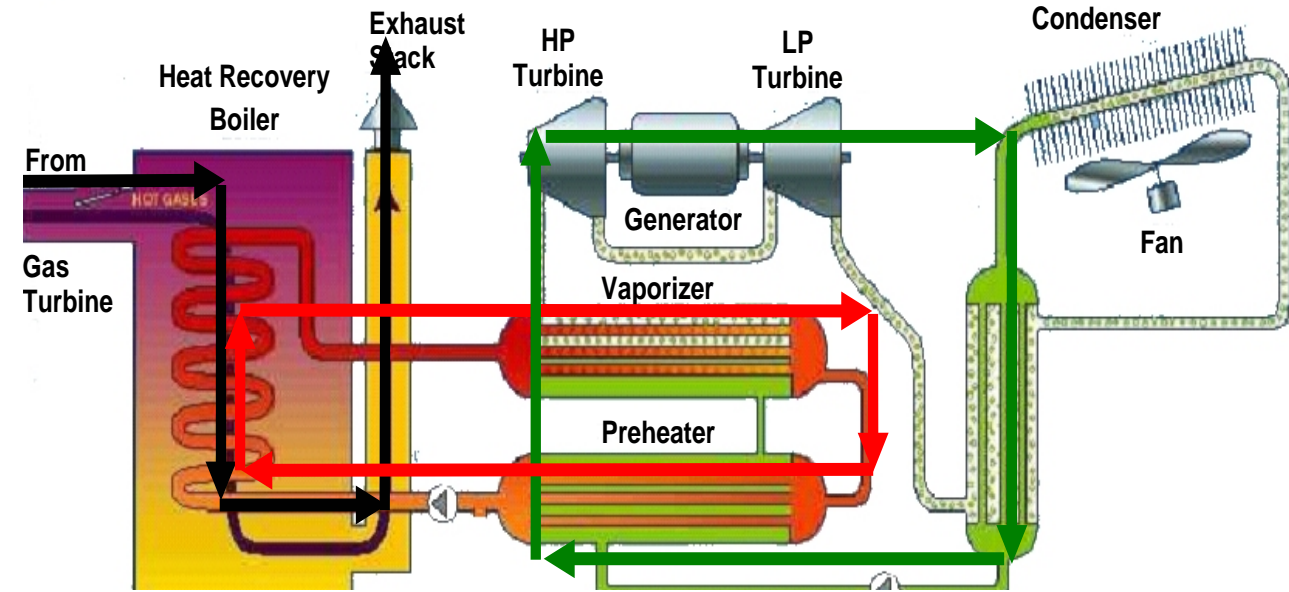 Exhaust
Stack
Heat Recovery
Boiler
HP
Turbine
LP
Turbine
Condenser
From
HOT GASES
Gas
Turbine
Generator
Fan
Vaporizer
Preheater